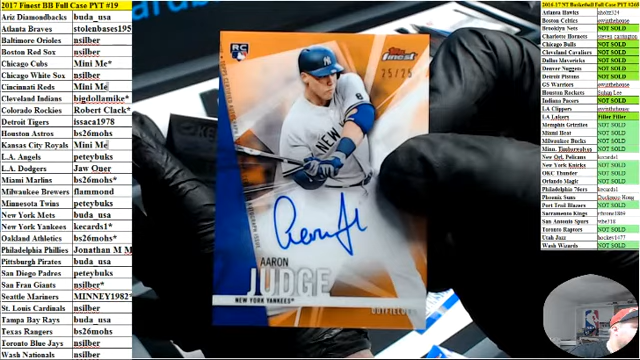 2017 Finest BB Full Case PYT #19
Ariz Diamondbacks buda_usa
Atlanta Braves stolenbases195
Baltimore Orioles nsilber
Boston Red Sox nsilber
Chicago Cubs Mini Me*
Chicago White Sox nsilber
Cincinnati Reds Mini Me
Cleveland Indians bigdollamike*
Colorado Rockies Robert Clack*
Detroit Tigers issaca1978
Houston Astros bs26mohs
Kansas City Royals Mini Me
L.A. Angels peteybuks
L.A. Dodgers Jaw Ouer
Miami Marlins bs26mohs*
Milwaukee Brewers flammond
Minnesota Twins peteybuks
New York Mets buda_usa
New York Yankees kecards1*
Oakland Athletics bs26mohs*
Philadelphia Phillies Jonathan M M
Pittsburgh Pirates buda_usa
San Diego Padres peteybuks
San Fran Giants nsilber*
Seattle Mariners MINNEY1982*
St. Louis Cardinals nsilber
Tampa Bay Rays buda_usa
Texas Rangers bs26mohs
Toronto Blue Jays nsilber
Wash Nationals nsilber
RC
Topps
finest
25/25
NEW
AARON
JUDGE
NEW YORK YANKEES
OUTFIELDER
Atlanta Hawks
Boston Celtics
Brooklyn Nets NOT SOLD
Charlotte Hornets
Chicago Bulls NOT SOLD
Cleveland Cavaliers NOT SOLD
Dallas Mavericks NOT SOLD
Denver Nuggets NOT SOLD
Detroit Pistons NOT SOLD
GS Warriors
Houston Rockets
Indiana Pacers NOT SOLD
LA Clippers
LA Lakers Filler Filler
Memphis Grizzlies NOT SOLD
Miami Heat NOT SOLD
Milwaukee Bucks NOT SOLD
Minn. Timberwolves NOT SOLD
New Orl. Pelicans kecards1
New York Knicks NOT SOLD
OKC Thunder NOT SOLD
Orlando Magic NOT SOLD
Philadelphia 76ers kecards1
Phoenix Suns
Port Trail Blazers NOT SOLD
Sacramento Kings
San Antonio Spurs
Toronto Raptors NOT SOLD
Utah Jazz
Wash Wizards NOT SOLD